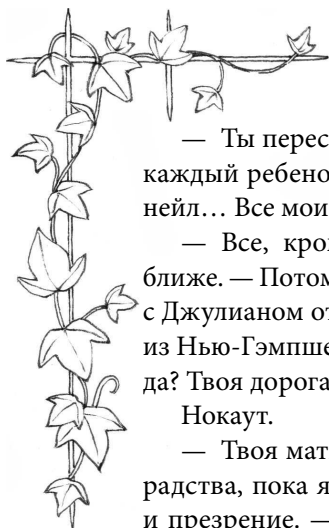 — Ты перес
каждый ребено
нейл… Все мои
— Все, кро
ближе. — Потом
с Джулианом от
из Нью-Гэмпше
да? Твоя дорога
Нокаут.
— Твоя мат
радства, пока я
и презрение. —